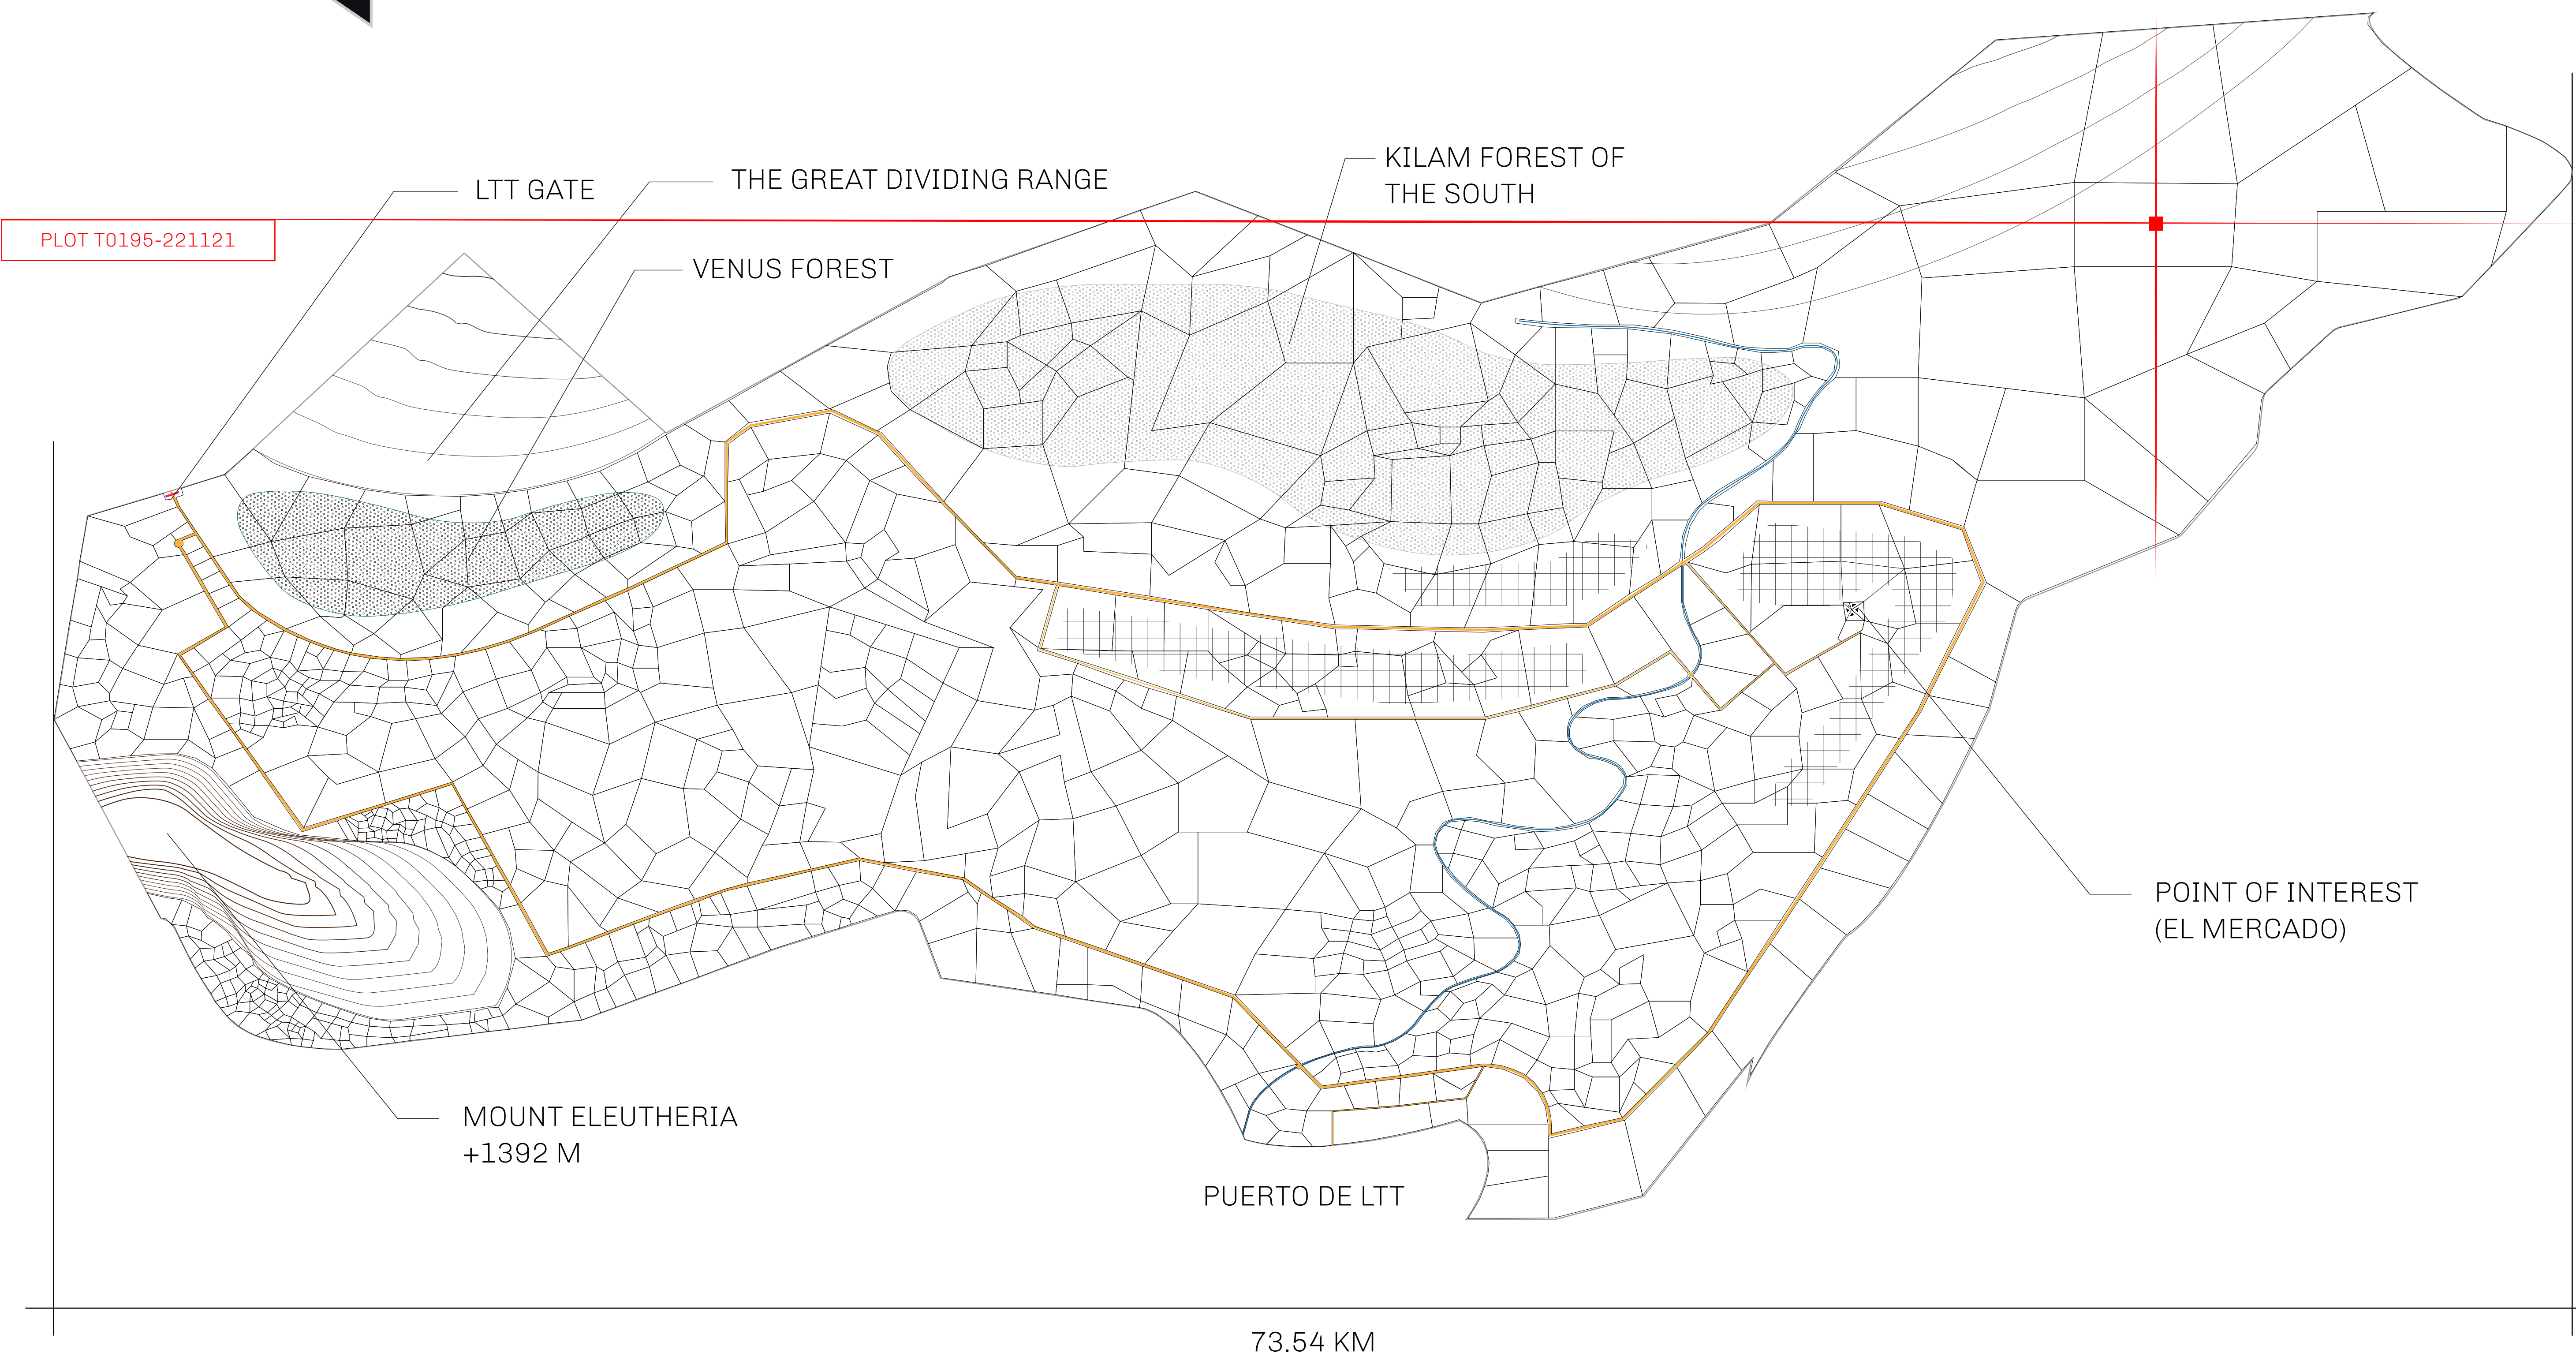 KILAM FOREST OF
THE SOUTH
THE GREAT DIVIDING RANGE
LTT GATE
PLOT T0195-221121
VENUS FOREST
POINT OF INTEREST
(EL MERCADO)
MOUNT ELEUTHERIA
+1392 M
PUERTO DE LTT
73.54 KM